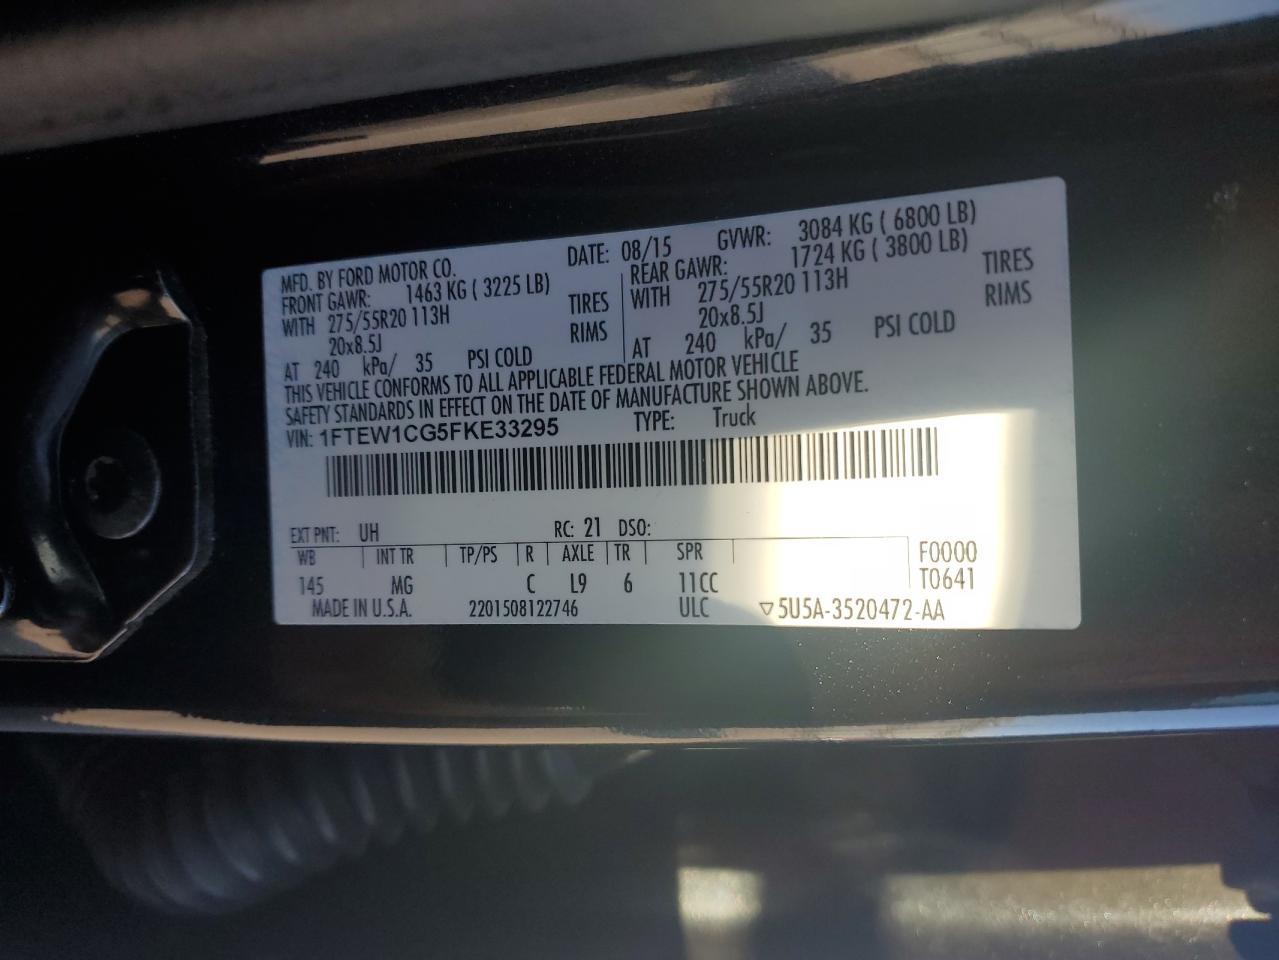 MFD. BY FORD MOTOR CO.
DATE: 08/15 GVWR: 3084 KG ( 6800 LB)
FRONT GAWR: 1463 KG ( 3225 LB)
WITH 275/55R20 113H TIRES
20x8.5J RIMS
AT 240 kPa/ 35 PSI COLD
REAR GAWR: 1724 KG ( 3800 LB)
WITH 275/55R20 113H TIRES
20x8.5J RIMS
AT 240 kPa/ 35 PSI COLD
THIS VEHICLE CONFORMS TO ALL APPLICABLE FEDERAL MOTOR VEHICLE
SAFETY STANDARDS IN EFFECT ON THE DATE OF MANUFACTURE SHOWN ABOVE.
VIN: 1FTEW1CG5FKE33295 TYPE: Truck
EXT PNT: UH RC: 21 DSO:
WB INT TR TP/PS R AXLE TR SPR F0000
145 MG C L9 6 11CC T0641
MADE IN U.S.A. 2201508122746 ULC ▽5U5A-3520472-AA